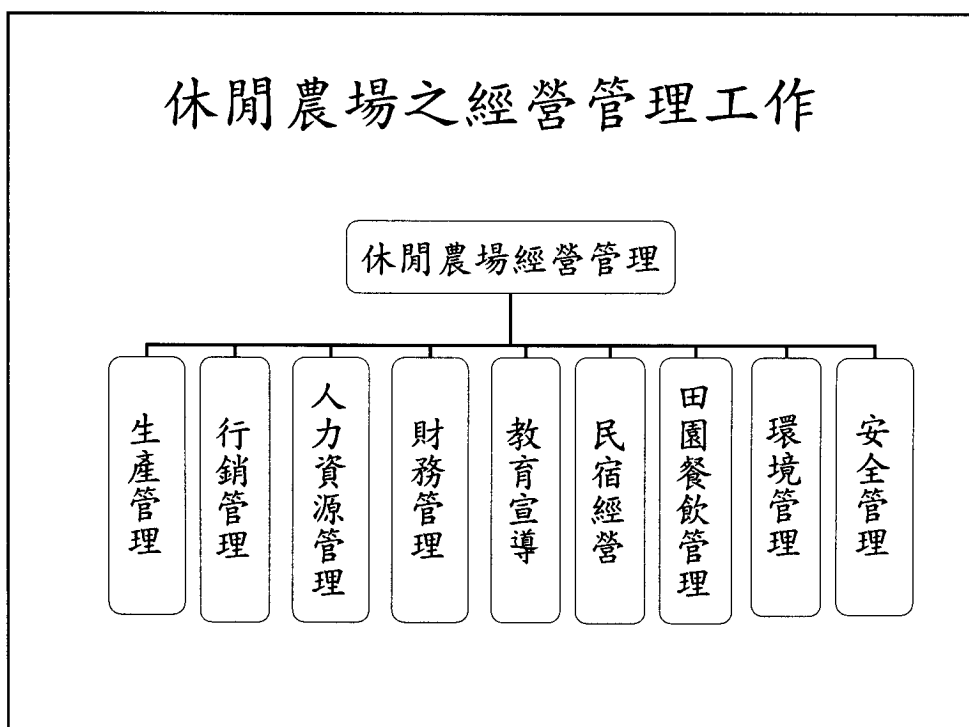 休閒農場之經營管理工作
休閒農場經營管理
生產管理
行銷管理
人力資源管理
財務管理
教育宣導
民宿經營
田園餐飲管理
環境管理
安全管理